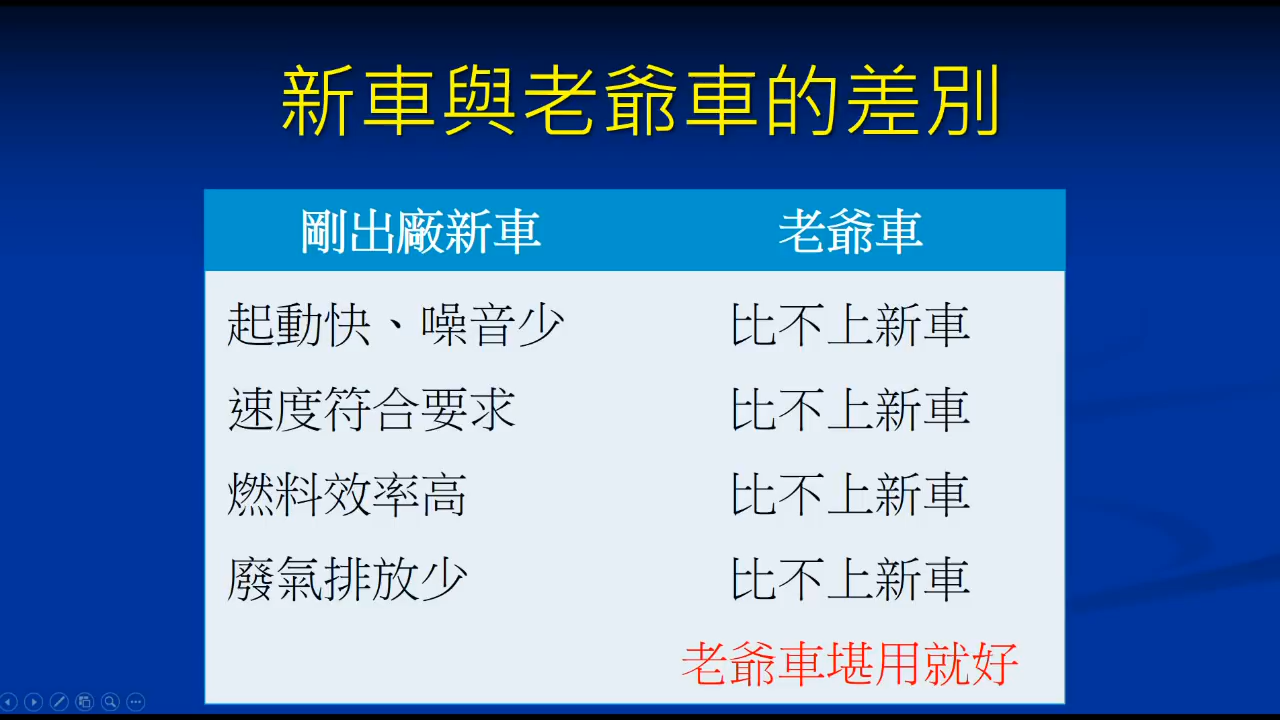 新車與老爺車的差別
剛出廠新車 老爺車
起動快、噪音少 比不上新車
速度符合要求 比不上新車
燃料效率高 比不上新車
廢氣排放少 比不上新車
老爺車堪用就好